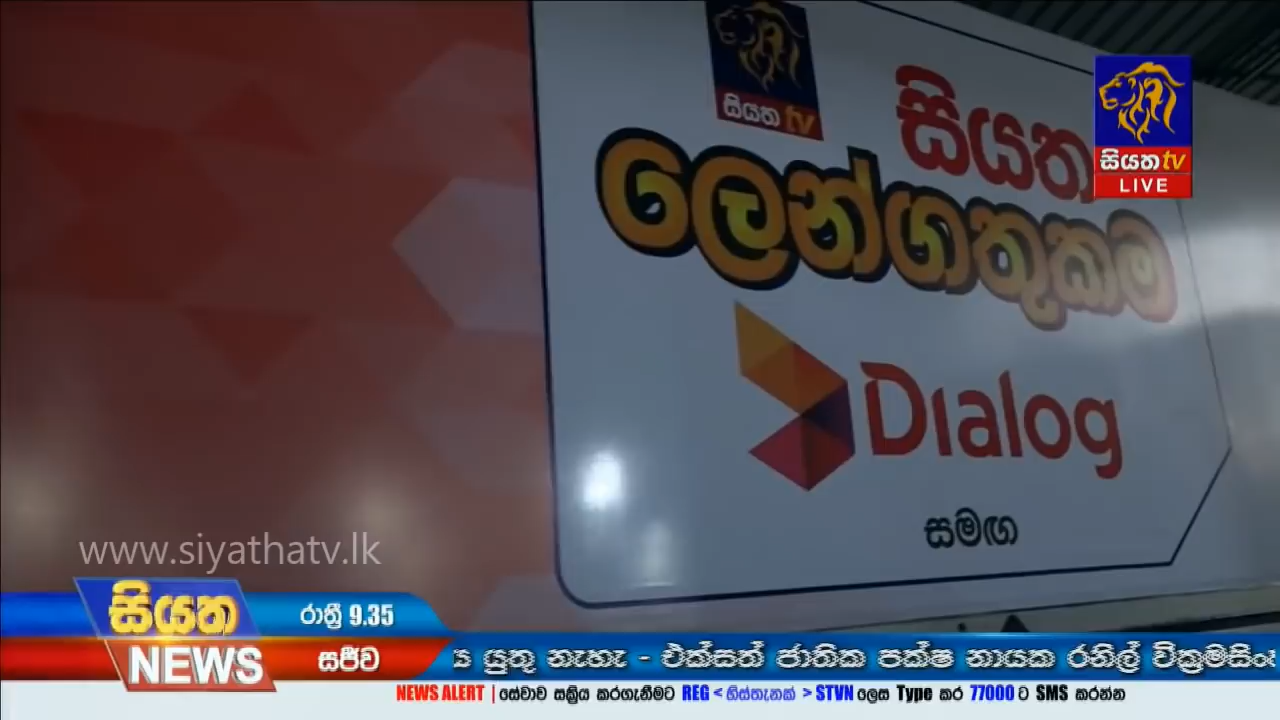 සියත tv
සියත
ලෙන්ගතුකම
Dialog
සමඟ
සියත tv
LIVE
www.siyathatv.lk
සියත
NEWS
රාත්‍රී 9.35
සජීව
යුතු නැහැ - එක්සත් ජාතික පක්ෂ නායක රනිල්
NEWS ALERT | සේවාව සක්‍රිය කරගැනීමට REG < හිස්තැනක් > STVN ලෙස Type කර 77000 ට SMS කරන්න